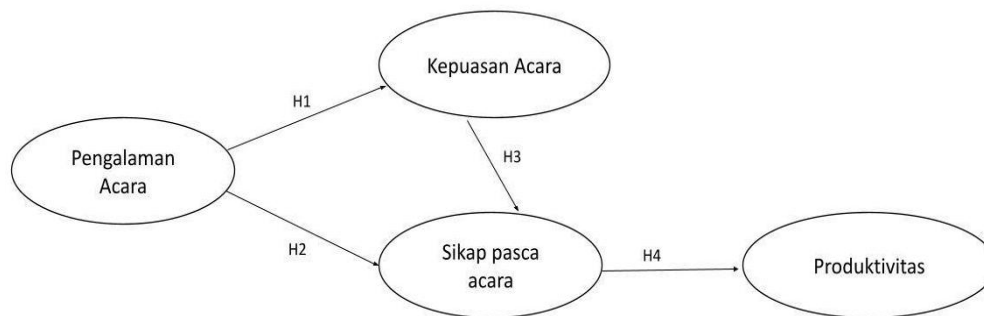 Kepuasan Acara
H1
Pengalaman
Acara
H3
H2
Sikap pasca
acara
H4
Produktivitas